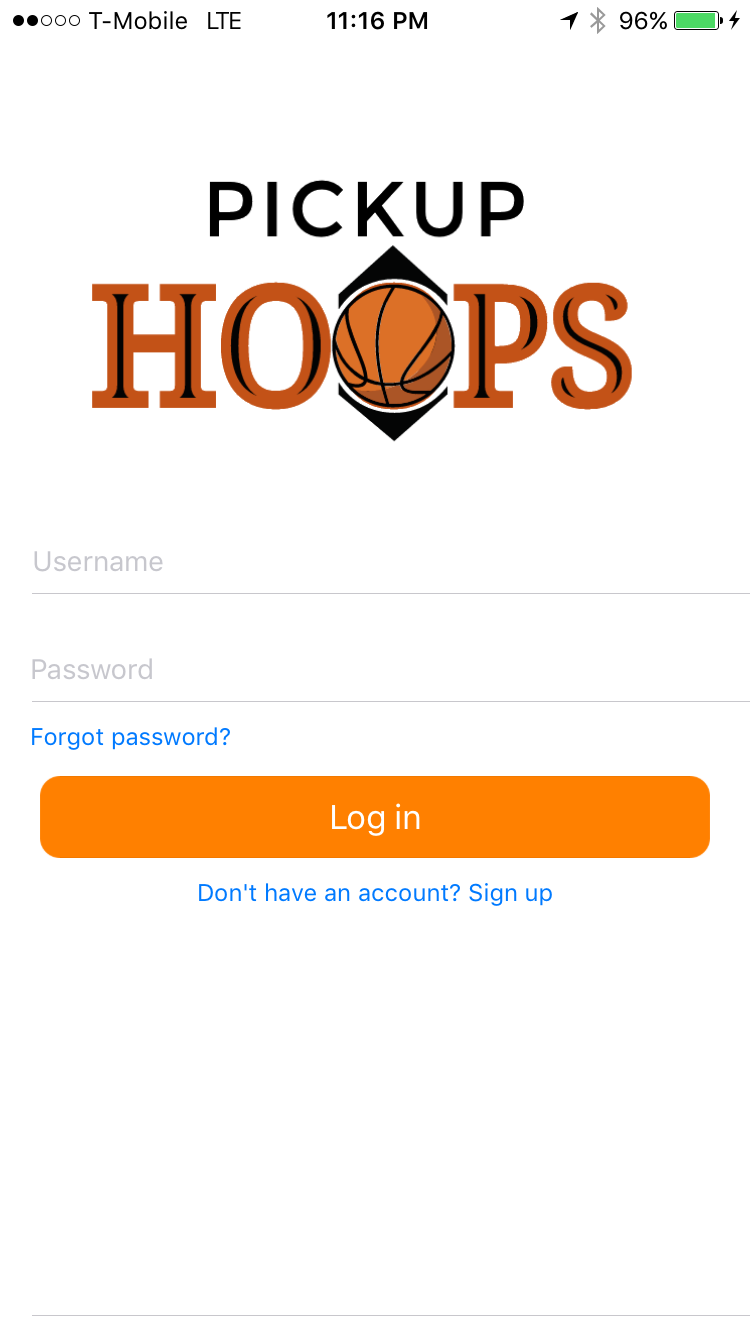 T-Mobile LTE 11:16 PM 96%
PICKUP
HOOPS
Username
Password
Forgot password?
Log in
Don't have an account? Sign up